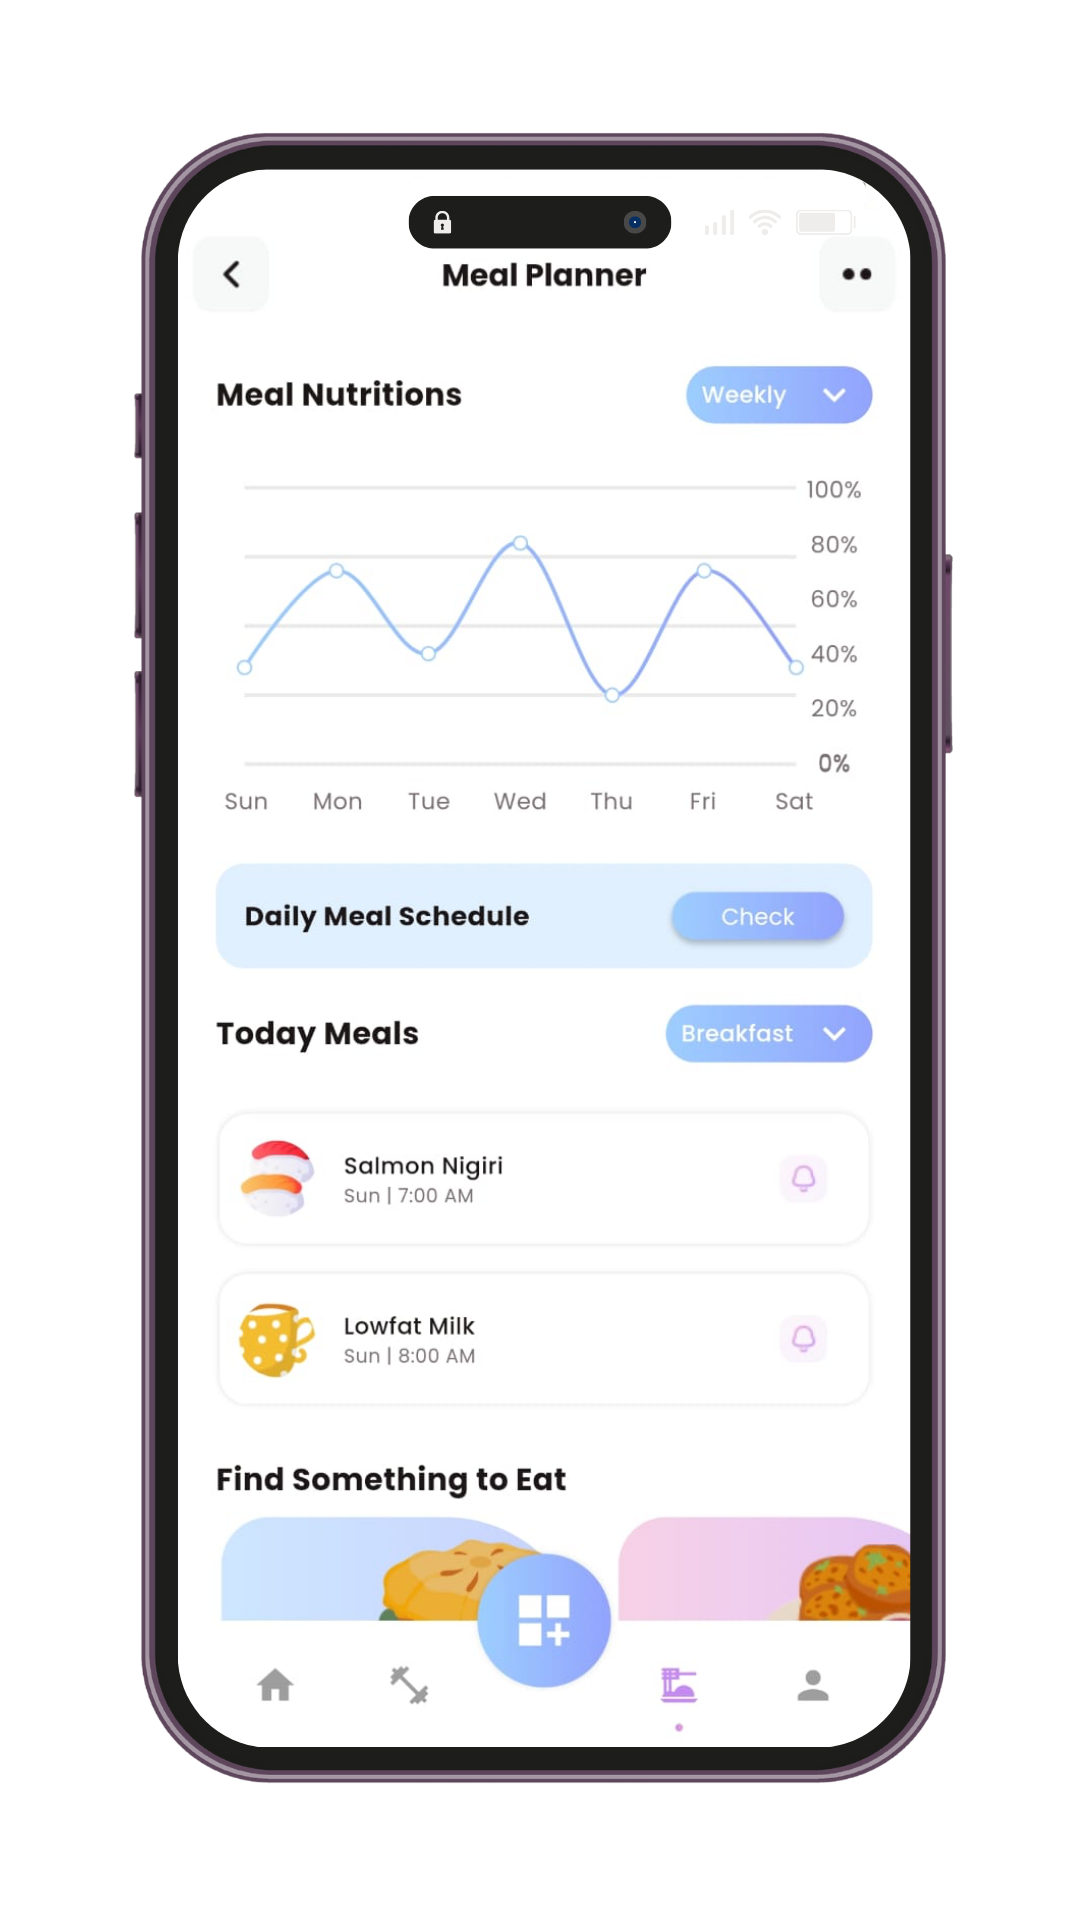 Meal Planner
Meal Nutritions
Weekly
100%
80%
60%
40%
20%
0%
Sun Mon Tue Wed Thu Fri Sat
Daily Meal Schedule
Check
Today Meals
Breakfast
Salmon Nigiri
Sun | 7:00 AM
Lowfat Milk
Sun | 8:00 AM
Find Something to Eat